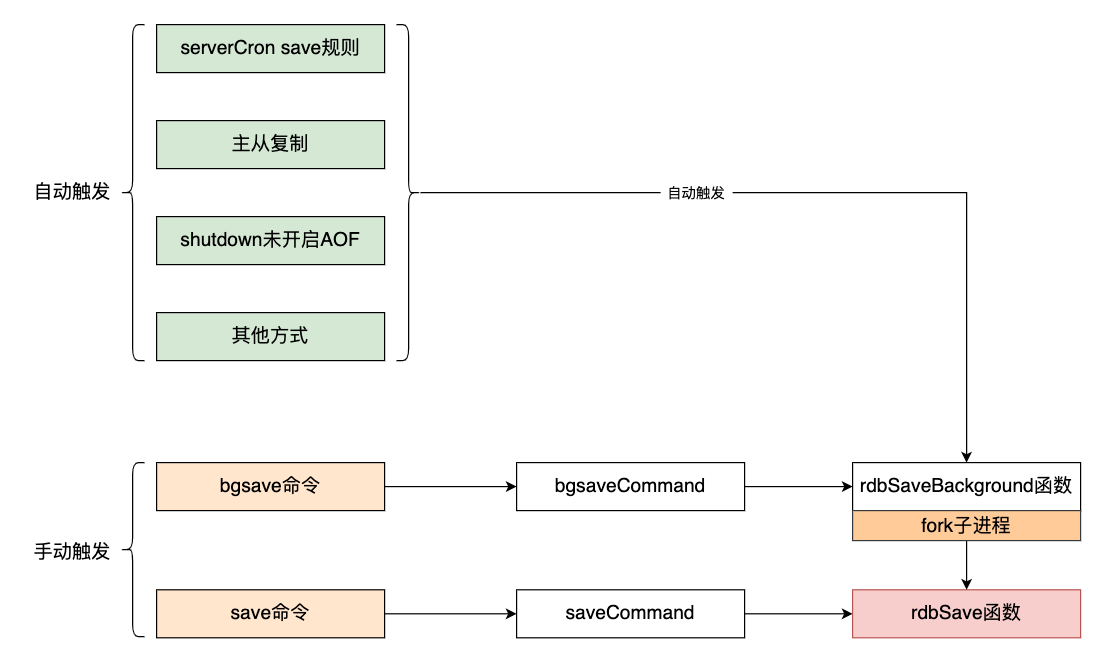 serverCron save规则
主从复制
自动触发
自动触发
shutdown未开启AOF
其他方式
bgsave命令
bgsaveCommand
rdbSaveBackground函数
fork子进程
手动触发
save命令
saveCommand
rdbSave函数